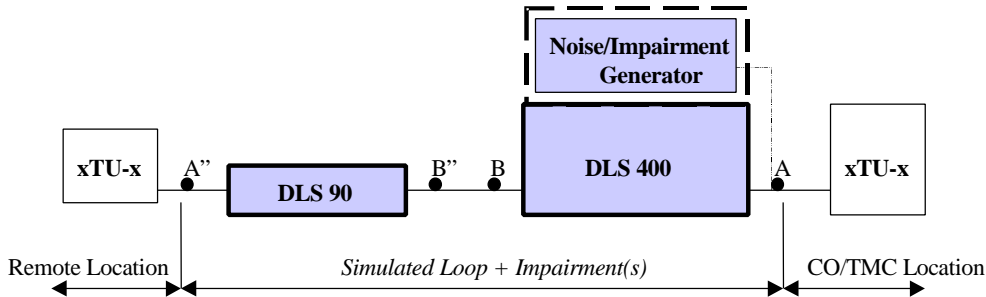 Noise/Impairment
Generator
xTU-x
A”
DLS 90
B”
B
DLS 400
A
xTU-x
Remote Location
Simulated Loop + Impairment(s)
CO/TMC Location